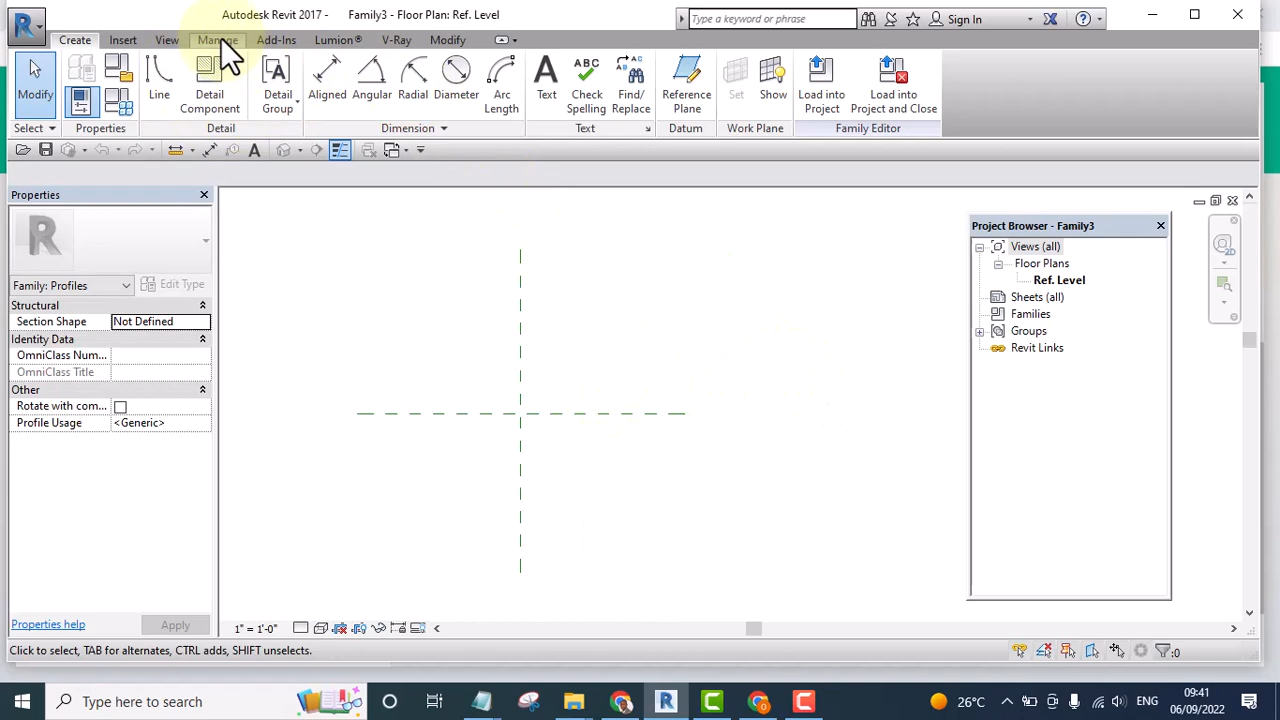 Autodesk Revit 2017 - Family3 - Floor Plan: Ref. Level
Type a keyword or phrase
Sign In
Create Insert View Manage Add-Ins Lumion® V-Ray Modify
Modify
Line
Detail Component
Detail Group
Aligned
Angular
Radial
Diameter
Arc Length
Text
Check Spelling
Find/ Replace
Reference Plane
Set
Show
Load into Project
Load into Project and Close
Select Properties Detail Dimension Text Datum Work Plane Family Editor
Properties
Family: Profiles
Edit Type
Structural
Section Shape Not Defined
Identity Data
OmniClass Num...
OmniClass Title
Other
Rotate with com...
Profile Usage <Generic>
Properties help
Apply
Project Browser - Family3
Views (all)
Floor Plans
Ref. Level
Sheets (all)
Families
Groups
Revit Links
2D
1" = 1'-0"
Click to select, TAB for alternates, CTRL adds, SHIFT unselects.
:0
Type here to search
26°C
ENG
09:41
06/09/2022